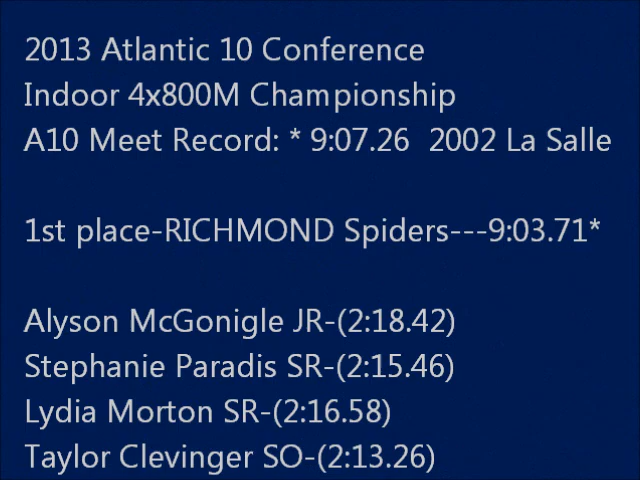 2013 Atlantic 10 Conference
Indoor 4x800M Championship
A10 Meet Record: * 9:07.26 2002 La Salle
1st place-RICHMOND Spiders---9:03.71*
Alyson McGonigle JR-(2:18.42)
Stephanie Paradis SR-(2:15.46)
Lydia Morton SR-(2:16.58)
Taylor Clevinger SO-(2:13.26)